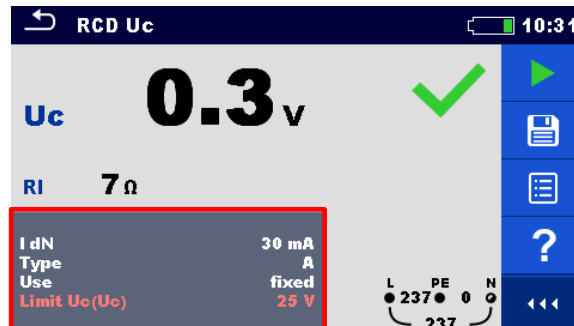 RCD Uc 10:31
Uc 0.3 V
RI 7 Ω
I dN 30 mA
Type A
Use fixed
Limit Uc(Uc) 25 V
?
L PE N
237 0
237